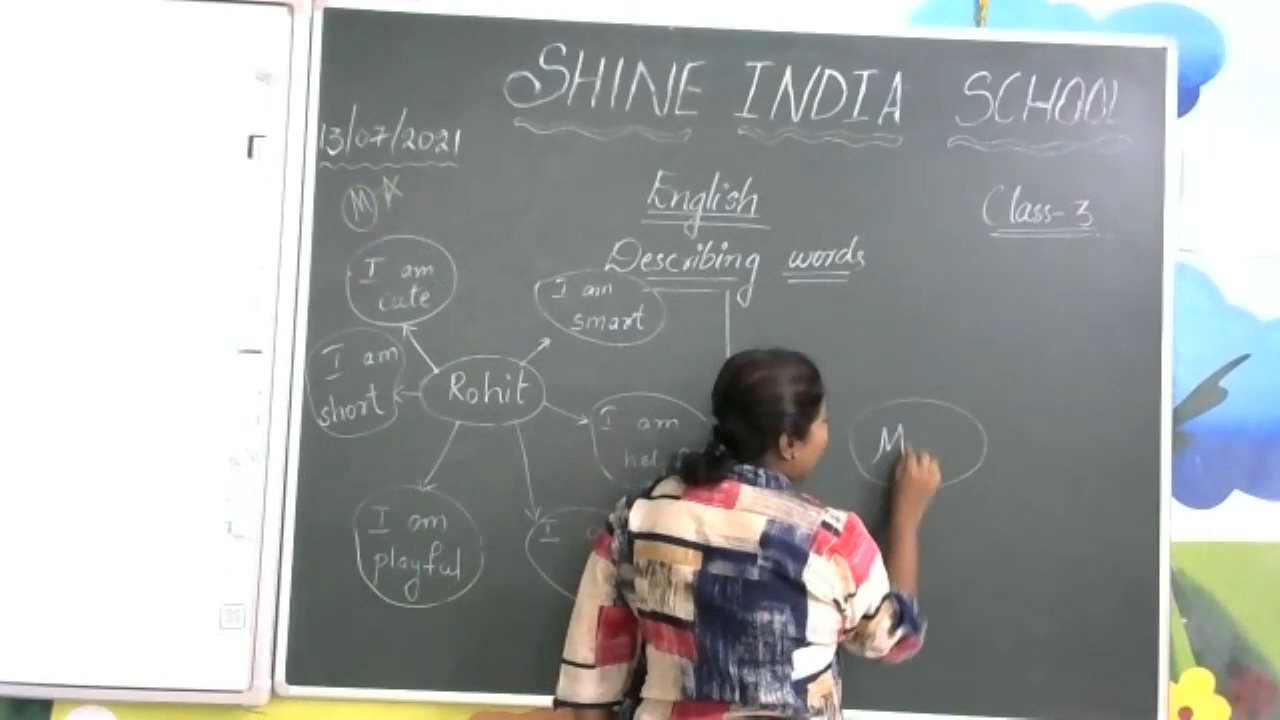 SHINE INDIA SCHOOL
13/07/2021
M
English
Class-3
Describing words
I am
cute
I am
smart
I am
short
Rohit
I am
I am
playful
I
M